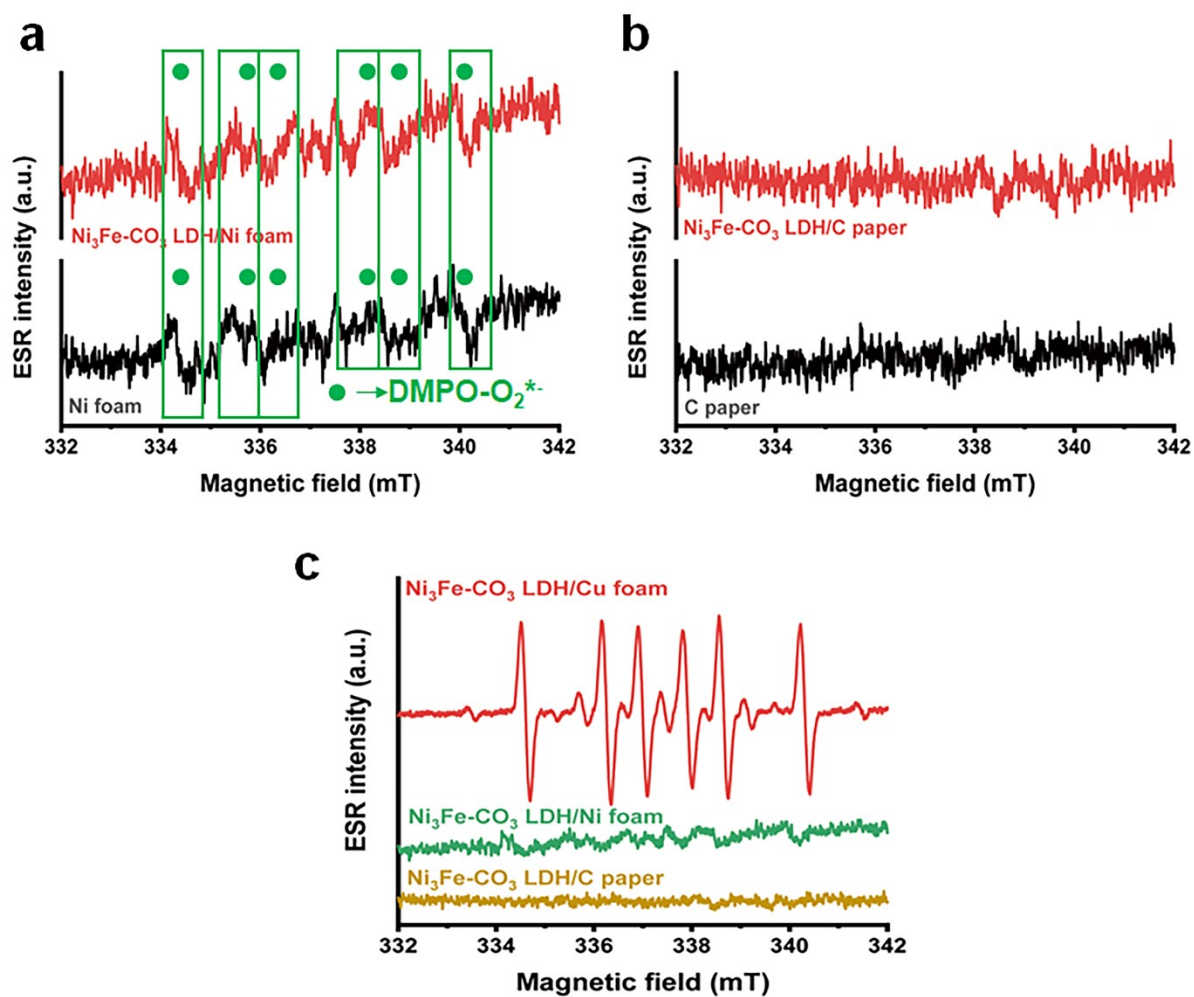 a
ESR intensity (a.u.)
Ni₃Fe-CO₃ LDH/Ni foam
Ni foam
● →DMPO-O₂*-
332 334 336 338 340 342
Magnetic field (mT)
b
ESR intensity (a.u.)
Ni₃Fe-CO₃ LDH/C paper
C paper
332 334 336 338 340 342
Magnetic field (mT)
c
ESR intensity (a.u.)
Ni₃Fe-CO₃ LDH/Cu foam
Ni₃Fe-CO₃ LDH/Ni foam
Ni₃Fe-CO₃ LDH/C paper
332 334 336 338 340 342
Magnetic field (mT)